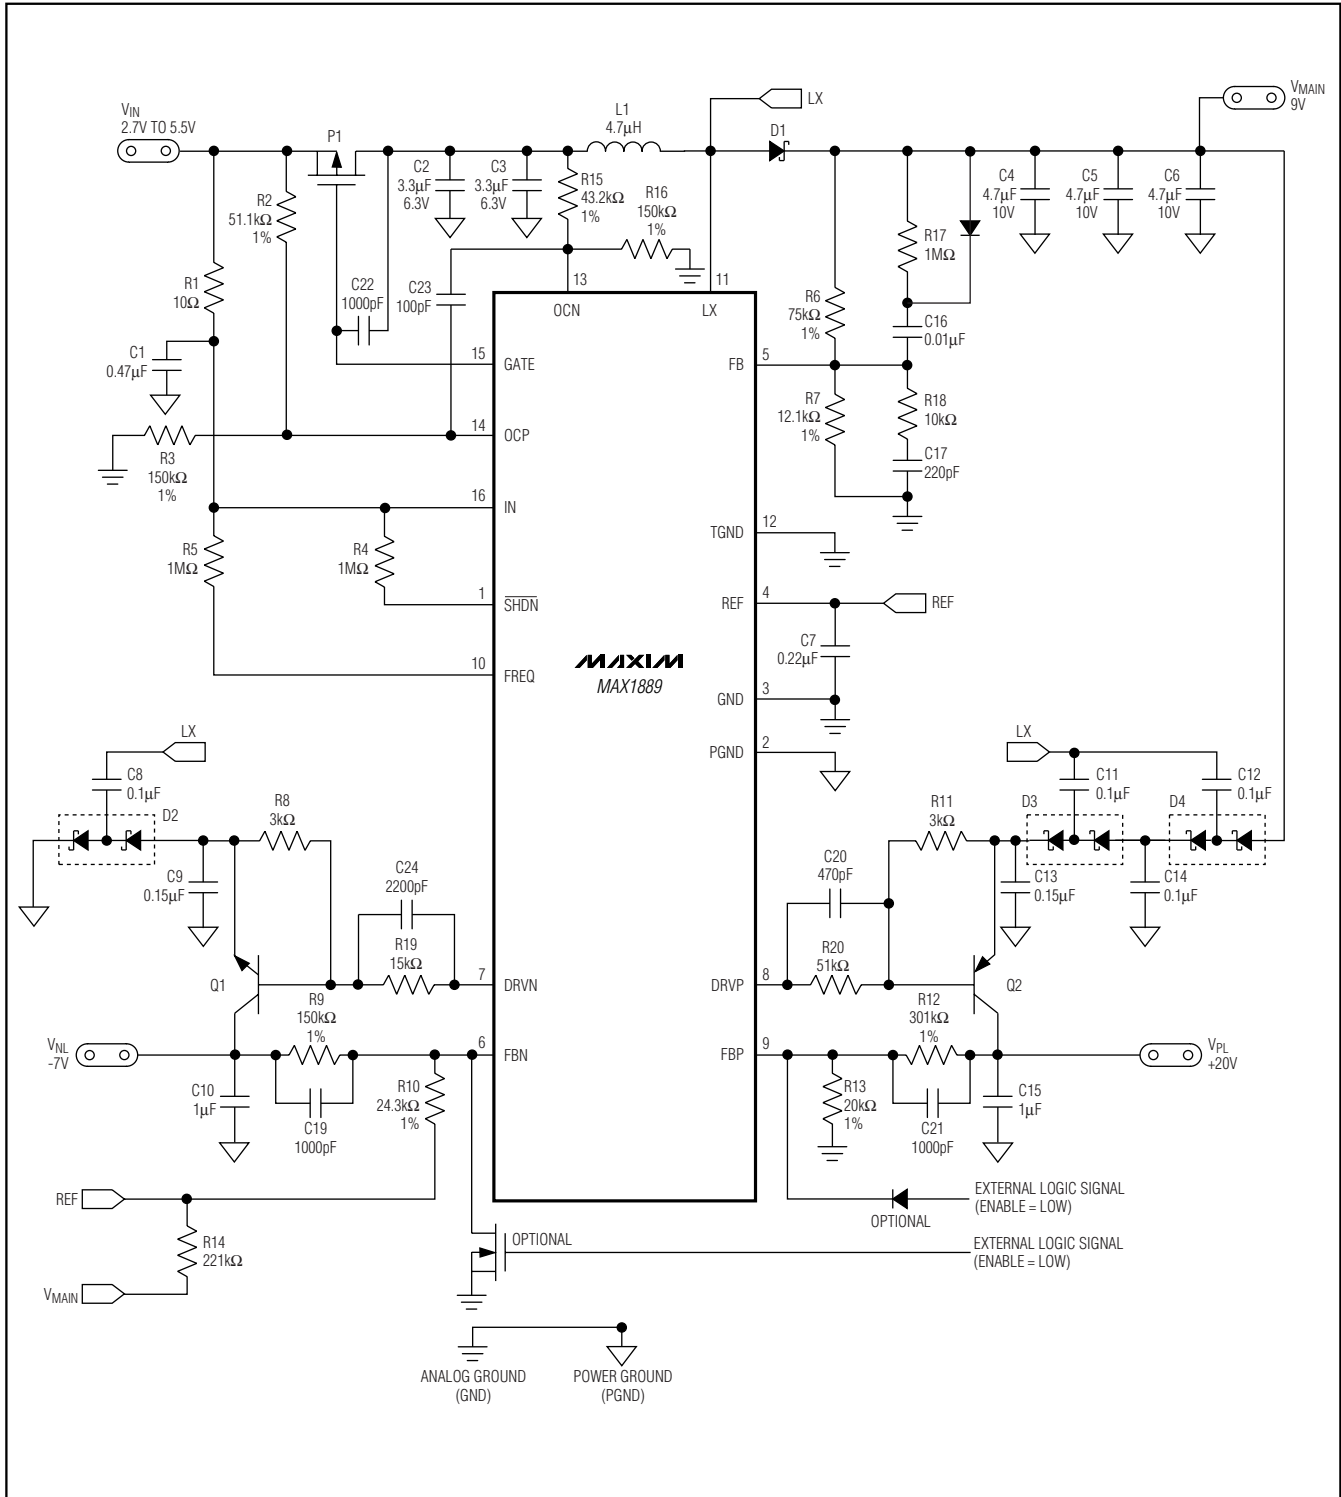 VIN
2.7V TO 5.5V
P1
C2
3.3µF
6.3V
C3
3.3µF
6.3V
L1
4.7µH
LX
D1
VMAIN
9V
R2
51.1kΩ
1%
R15
43.2kΩ
1%
R16
150kΩ
1%
C4
4.7µF
10V
C5
4.7µF
10V
C6
4.7µF
10V
R17
1MΩ
R1
10Ω
C22
1000pF
C23
100pF
13
OCN
11
LX
R6
75kΩ
1%
C16
0.01µF
C1
0.47µF
15
GATE
FB
5
R7
12.1kΩ
1%
R18
10kΩ
C17
220pF
R3
150kΩ
1%
14
OCP
16
IN
TGND
12
R5
1MΩ
R4
1MΩ
1
SHDN
REF
4
REF
C7
0.22µF
10
FREQ
MAXIM
MAX1889
GND
3
PGND
2
LX
C8
0.1µF
D2
R8
3kΩ
C9
0.15µF
C24
2200pF
R19
15kΩ
Q1
7
DRVN
LX
C11
0.1µF
C12
0.1µF
R11
3kΩ
D3
D4
C20
470pF
C13
0.15µF
C14
0.1µF
R20
51kΩ
DRVP
8
Q2
VNL
-7V
R9
150kΩ
1%
6
FBN
C10
1µF
C19
1000pF
R10
24.3kΩ
1%
FBP
9
R12
301kΩ
1%
VPL
+20V
R13
20kΩ
1%
C21
1000pF
C15
1µF
REF
R14
221kΩ
VMAIN
OPTIONAL
EXTERNAL LOGIC SIGNAL
(ENABLE = LOW)
OPTIONAL
EXTERNAL LOGIC SIGNAL
(ENABLE = LOW)
ANALOG GROUND
(GND)
POWER GROUND
(PGND)